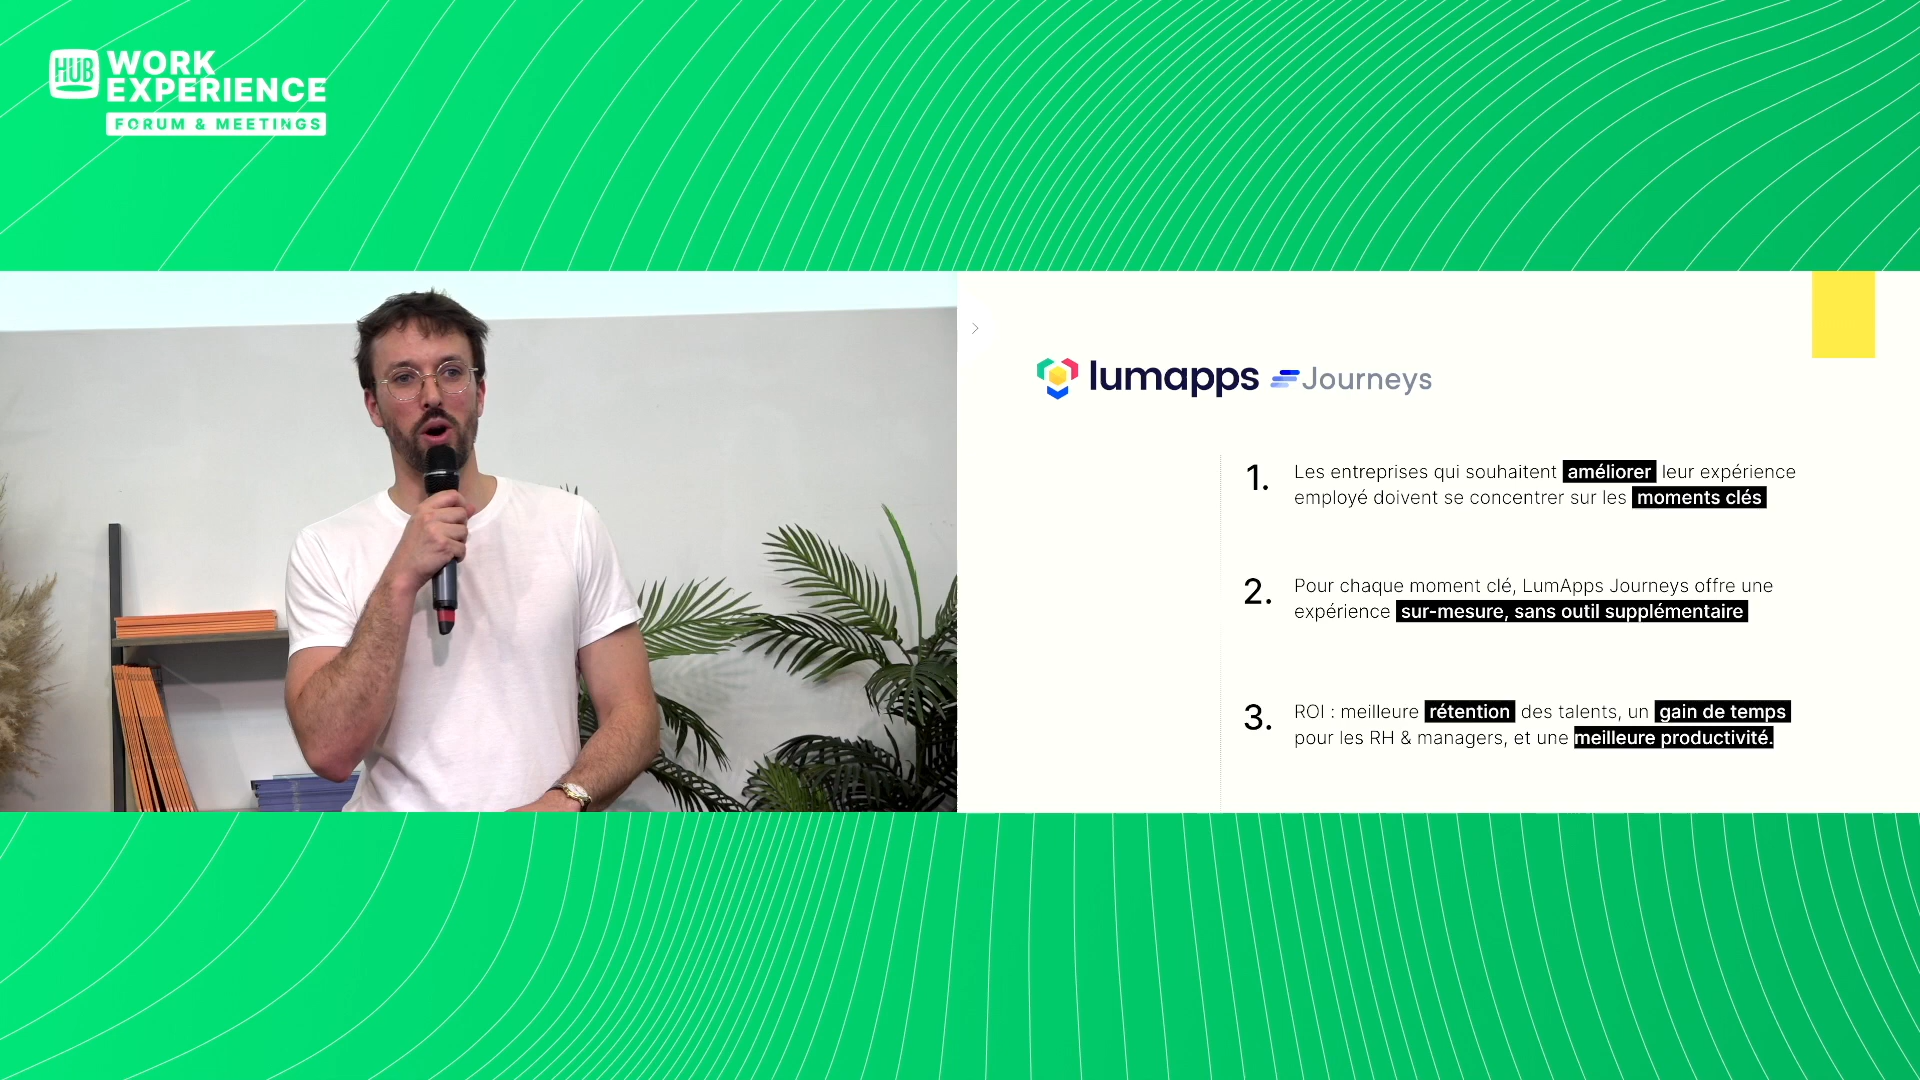 HUB
WORK
EXPERIENCE
FORUM & MEETINGS
lumapps Journeys
1. Les entreprises qui souhaitent améliorer leur expérience
employé doivent se concentrer sur les moments clés
2. Pour chaque moment clé, LumApps Journeys offre une
expérience sur-mesure, sans outil supplémentaire
3. ROI : meilleure rétention des talents, un gain de temps
pour les RH & managers, et une meilleure productivité.